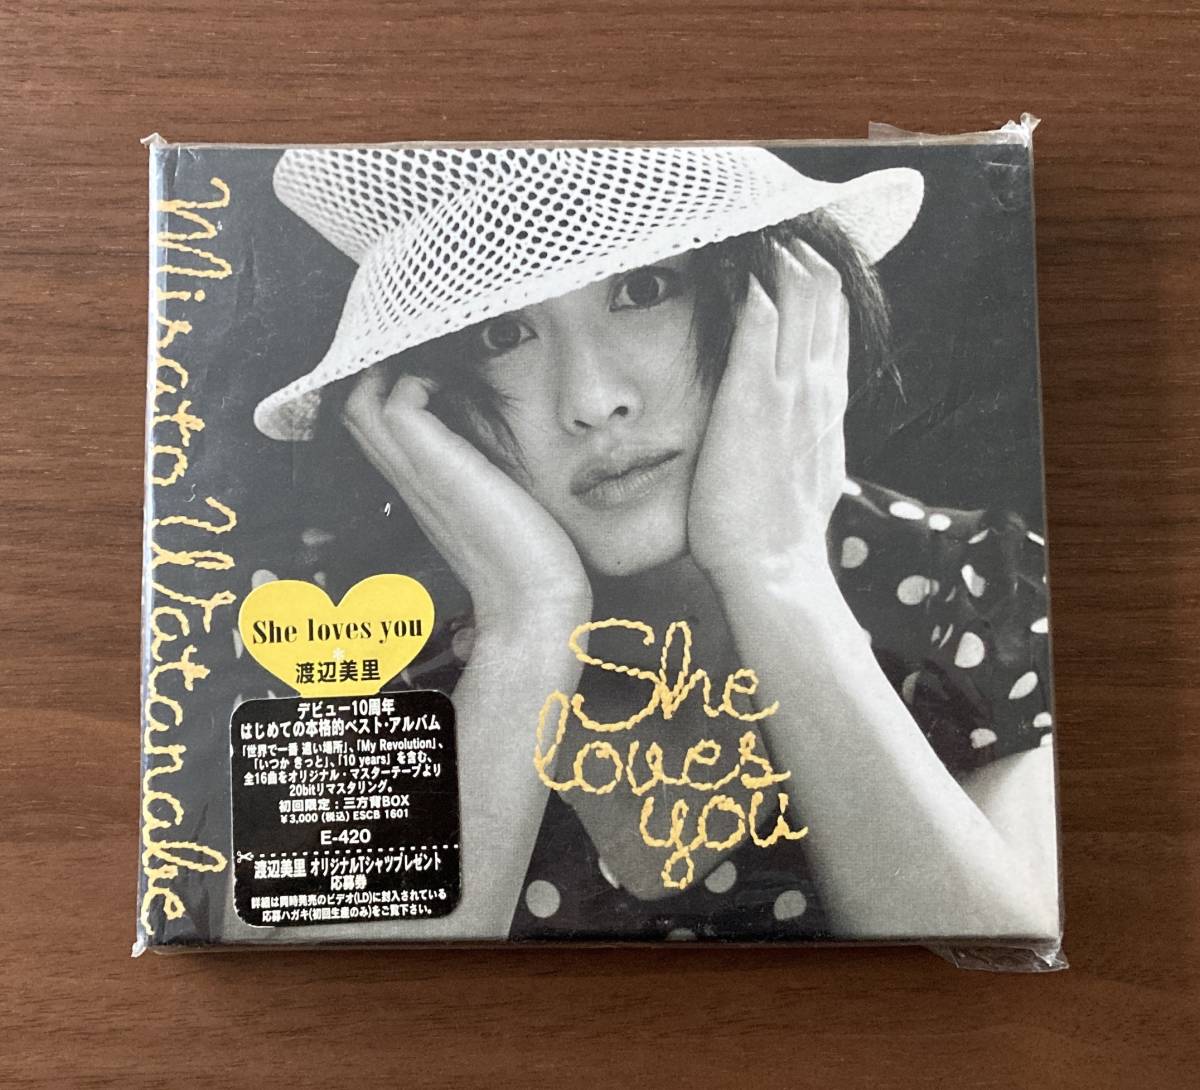 Misato Watanabe
She
loves
you
She loves you
*
渡辺美里
デビュー10周年
はじめての本格的ベスト・アルバム
「世界で一番 遠い場所」、「My Revolution」、
「いつか きっと」、「10 years」を含む、
全16曲をオリジナル・マスターテープより
20bitリマスタリング。
初回限定:三方背BOX
¥3,000 (税込) ESCB 1601
E-420
渡辺美里 オリジナルTシャツプレゼント
応募券
詳細は同時発売のビデオ(LD)に封入されている
応募ハガキ(初回生産のみ)をご覧下さい。